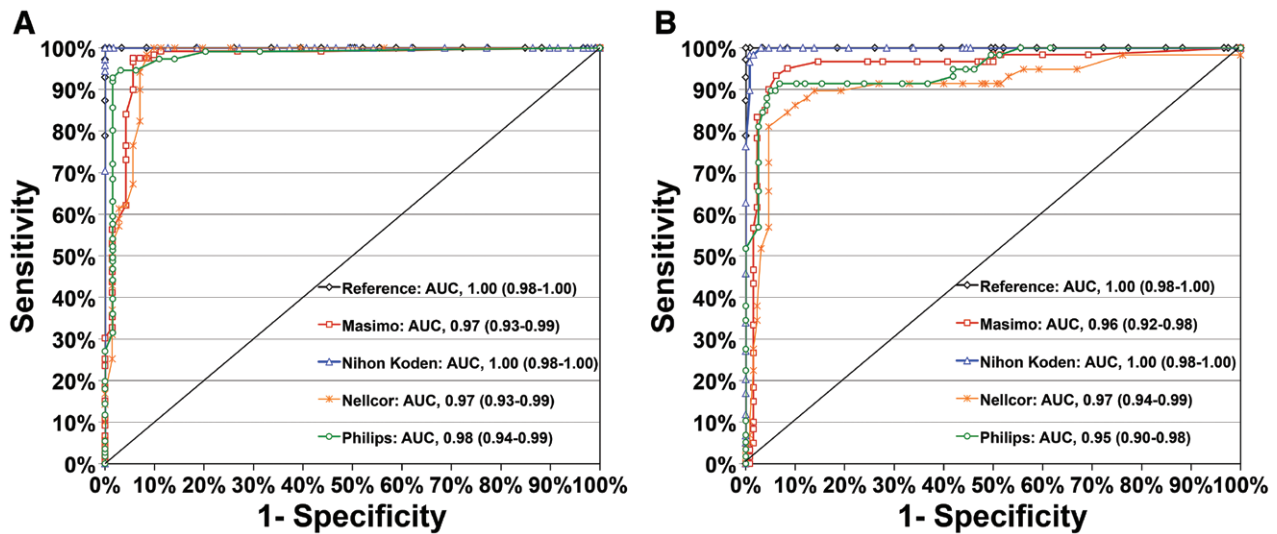 A
100%
90%
80%
70%
60%
50%
40%
30%
20%
10%
0%
Sensitivity
Reference: AUC, 1.00 (0.98-1.00)
Masimo: AUC, 0.97 (0.93-0.99)
Nihon Koden: AUC, 1.00 (0.98-1.00)
Nellcor: AUC, 0.97 (0.93-0.99)
Philips: AUC, 0.98 (0.94-0.99)
0% 10% 20% 30% 40% 50% 60% 70% 80% 90% 100%
1- Specificity
B
100%
90%
80%
70%
60%
50%
40%
30%
20%
10%
0%
Sensitivity
Reference: AUC, 1.00 (0.98-1.00)
Masimo: AUC, 0.96 (0.92-0.98)
Nihon Koden: AUC, 1.00 (0.98-1.00)
Nellcor: AUC, 0.97 (0.94-0.99)
Philips: AUC, 0.95 (0.90-0.98)
0% 10% 20% 30% 40% 50% 60% 70% 80% 90% 100%
1- Specificity